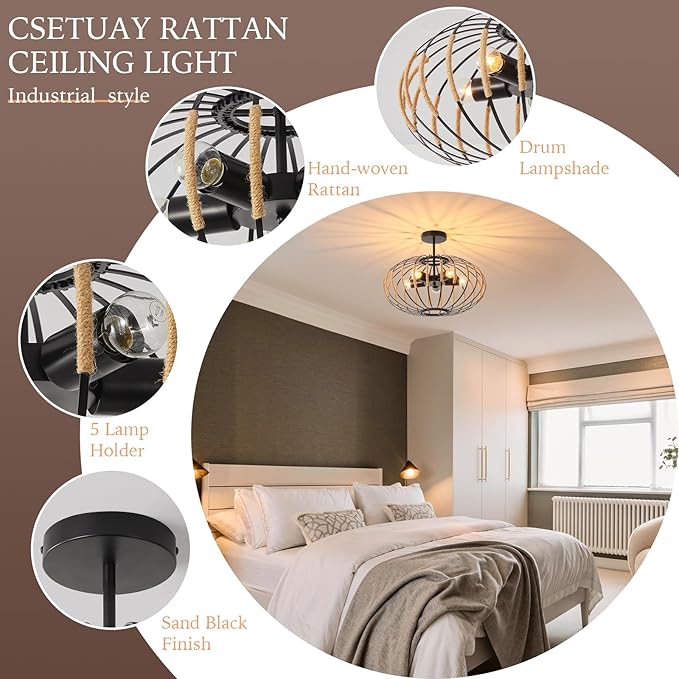 CSETUAY RATTAN
CEILING LIGHT
Industrial style
Drum
Lampshade
Hand-woven
Rattan
5 Lamp
Holder
Sand Black
Finish